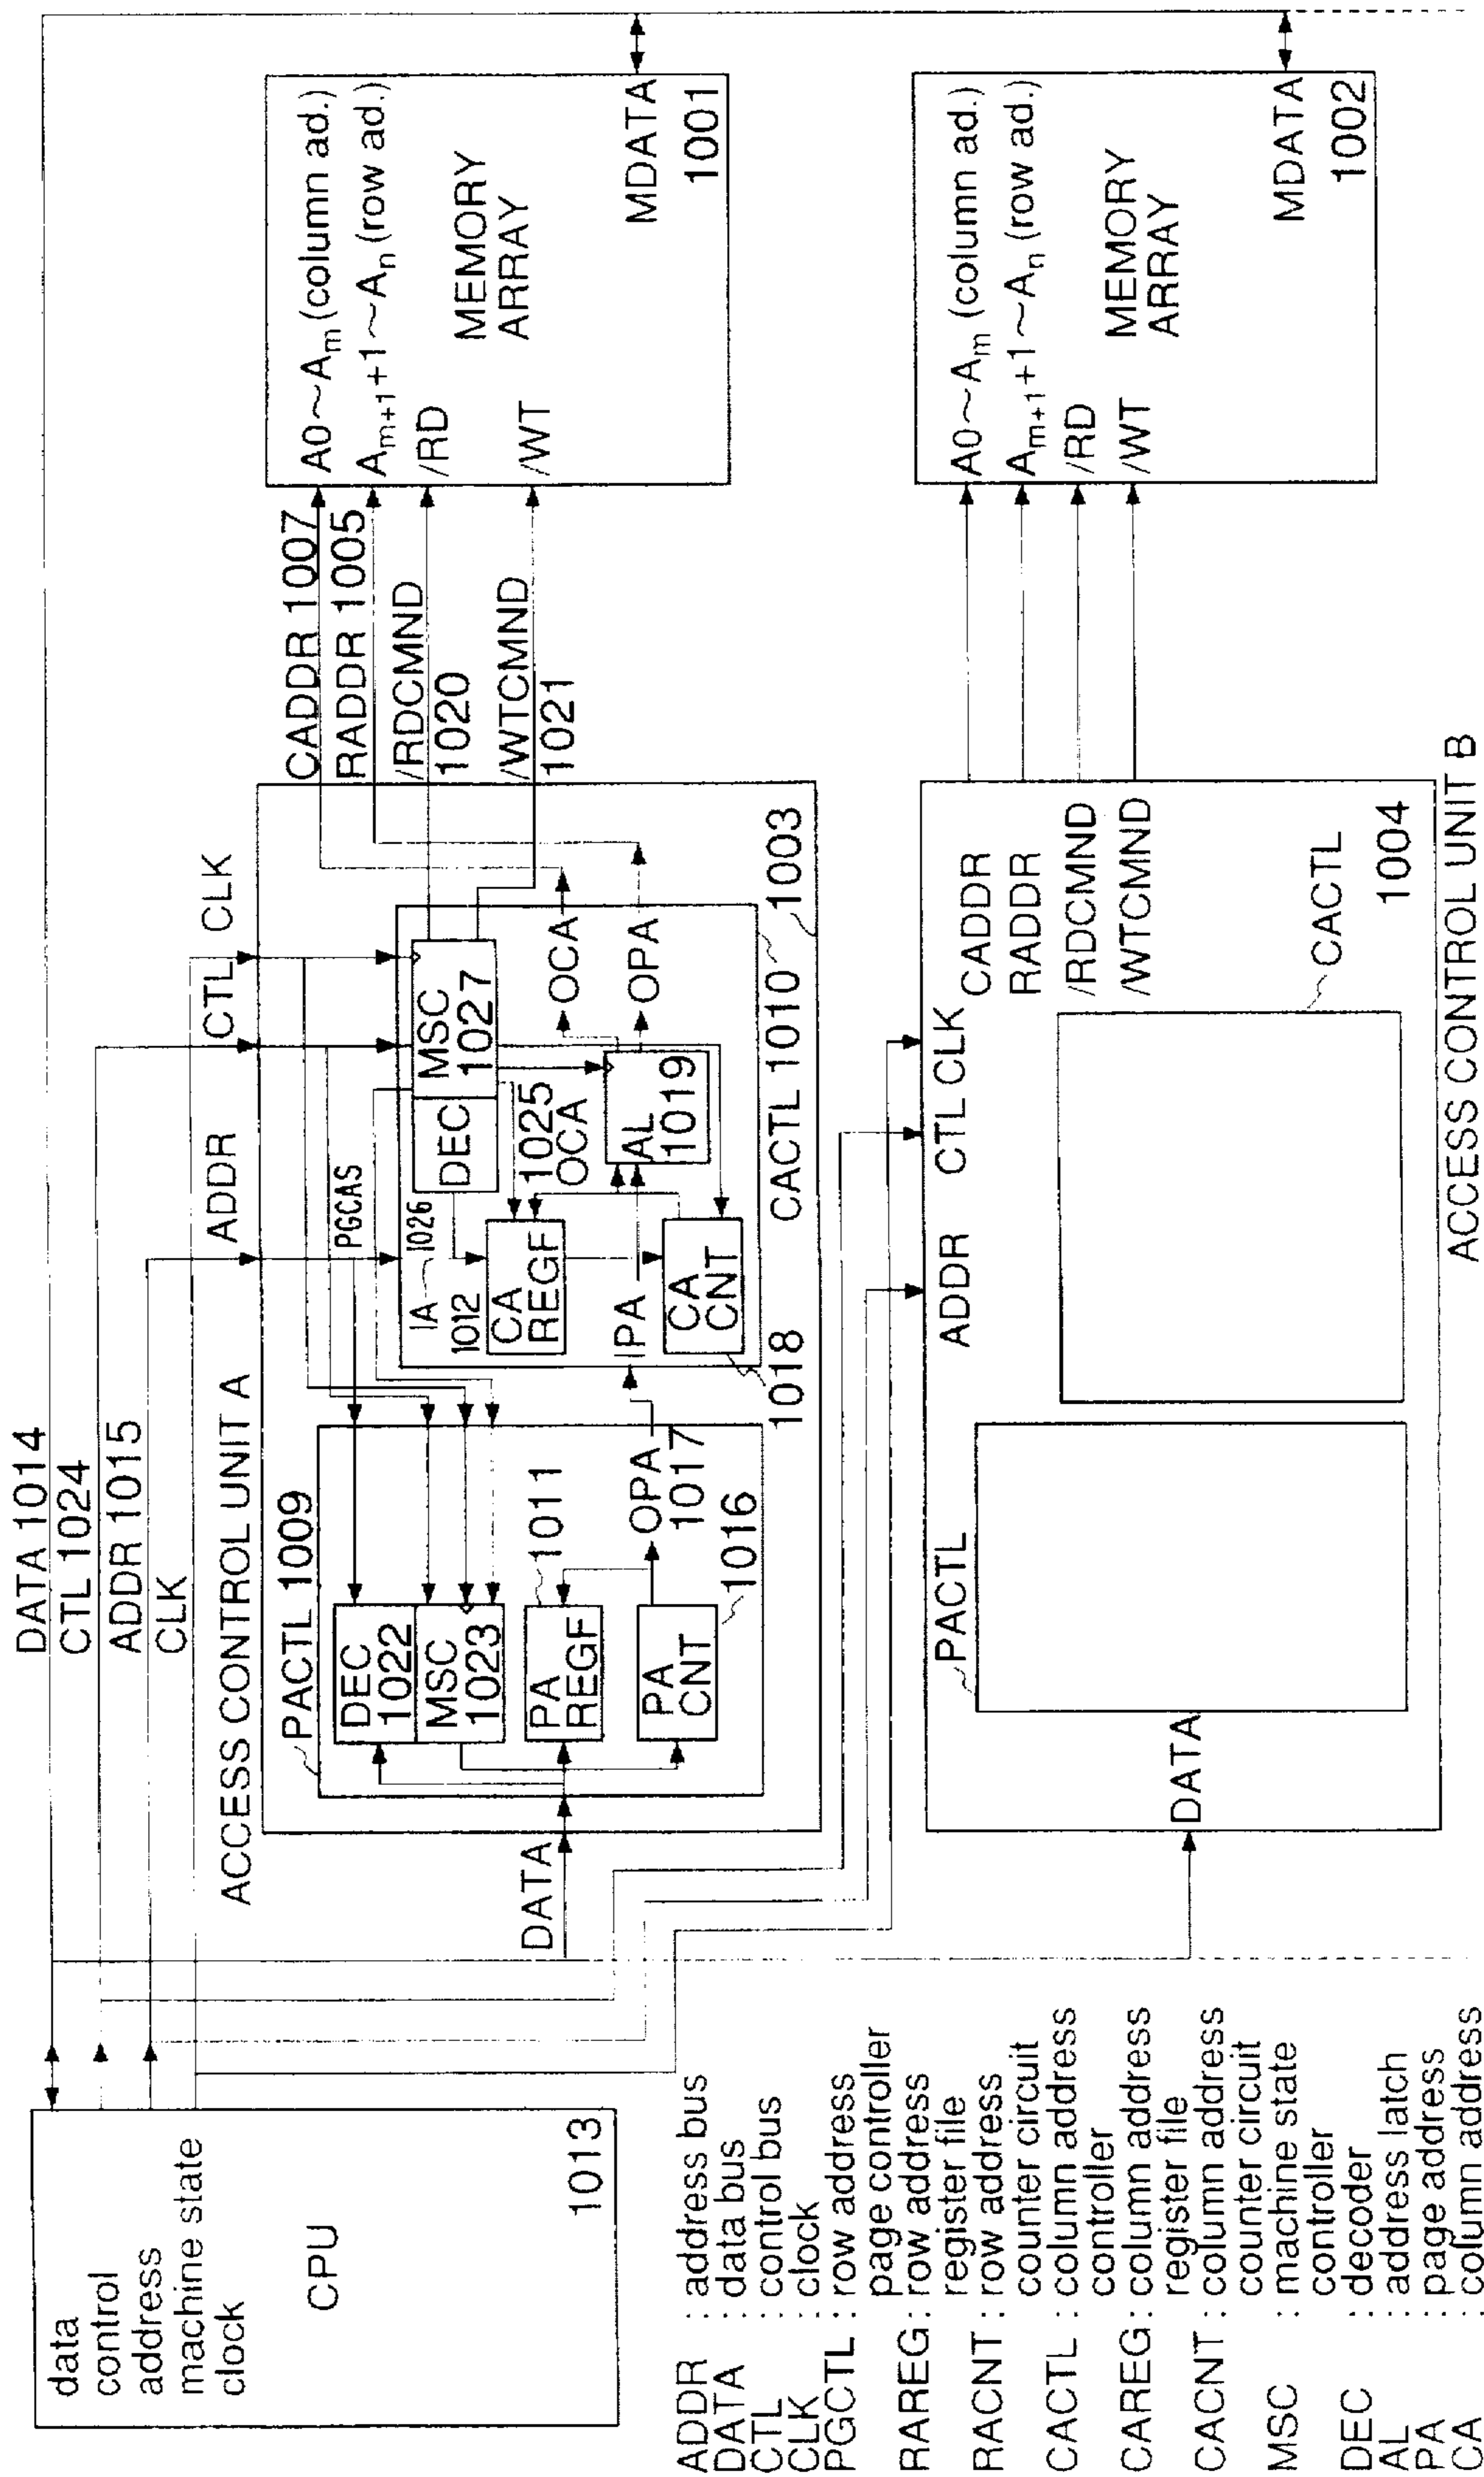 data
control
address
machine state
clock
CPU
1013
DATA 1014
CTL 1024
ADDR 1015
CLK
ACCESS CONTROL UNIT A
ADDR
CTL
CLK
PGCAS
DATA
PACTL 1009
DEC
1022
MSC
1023
PA
REGF
1011
PA
CNT
1016
OPA
1017
IA
1026
1012
DEC
MSC
1027
CA
REGF
1025
OCA
IPA
AL
1019
CA
CNT
1018
OCA
OPA
CACTL 1010
1003
CADDR 1007
RADDR 1005
/RDCMND
1020
/WTCMND
1021
A0~Am (column ad.)
Am+1+1~An (row ad.)
/RD
/WT
MEMORY
ARRAY
MDATA
1001
DATA
PACTL
ADDR
CTL
CLK
CADDR
RADDR
/RDCMND
/WTCMND
CACTL
1004
ACCESS CONTROL UNIT B
A0~Am (column ad.)
Am+1+1~An (row ad.)
/RD
/WT
MEMORY
ARRAY
MDATA
1002
ADDR : address bus
DATA : data bus
CTL : control bus
CLK : clock
PGCTL : row address
page controller
RAREG : row address
register file
RACNT : row address
counter circuit
CACTL : column address
controller
CAREG : column address
register file
CACNT : column address
counter circuit
MSC : machine state
controller
DEC : decoder
AL : address latch
PA : page address
CA : column address